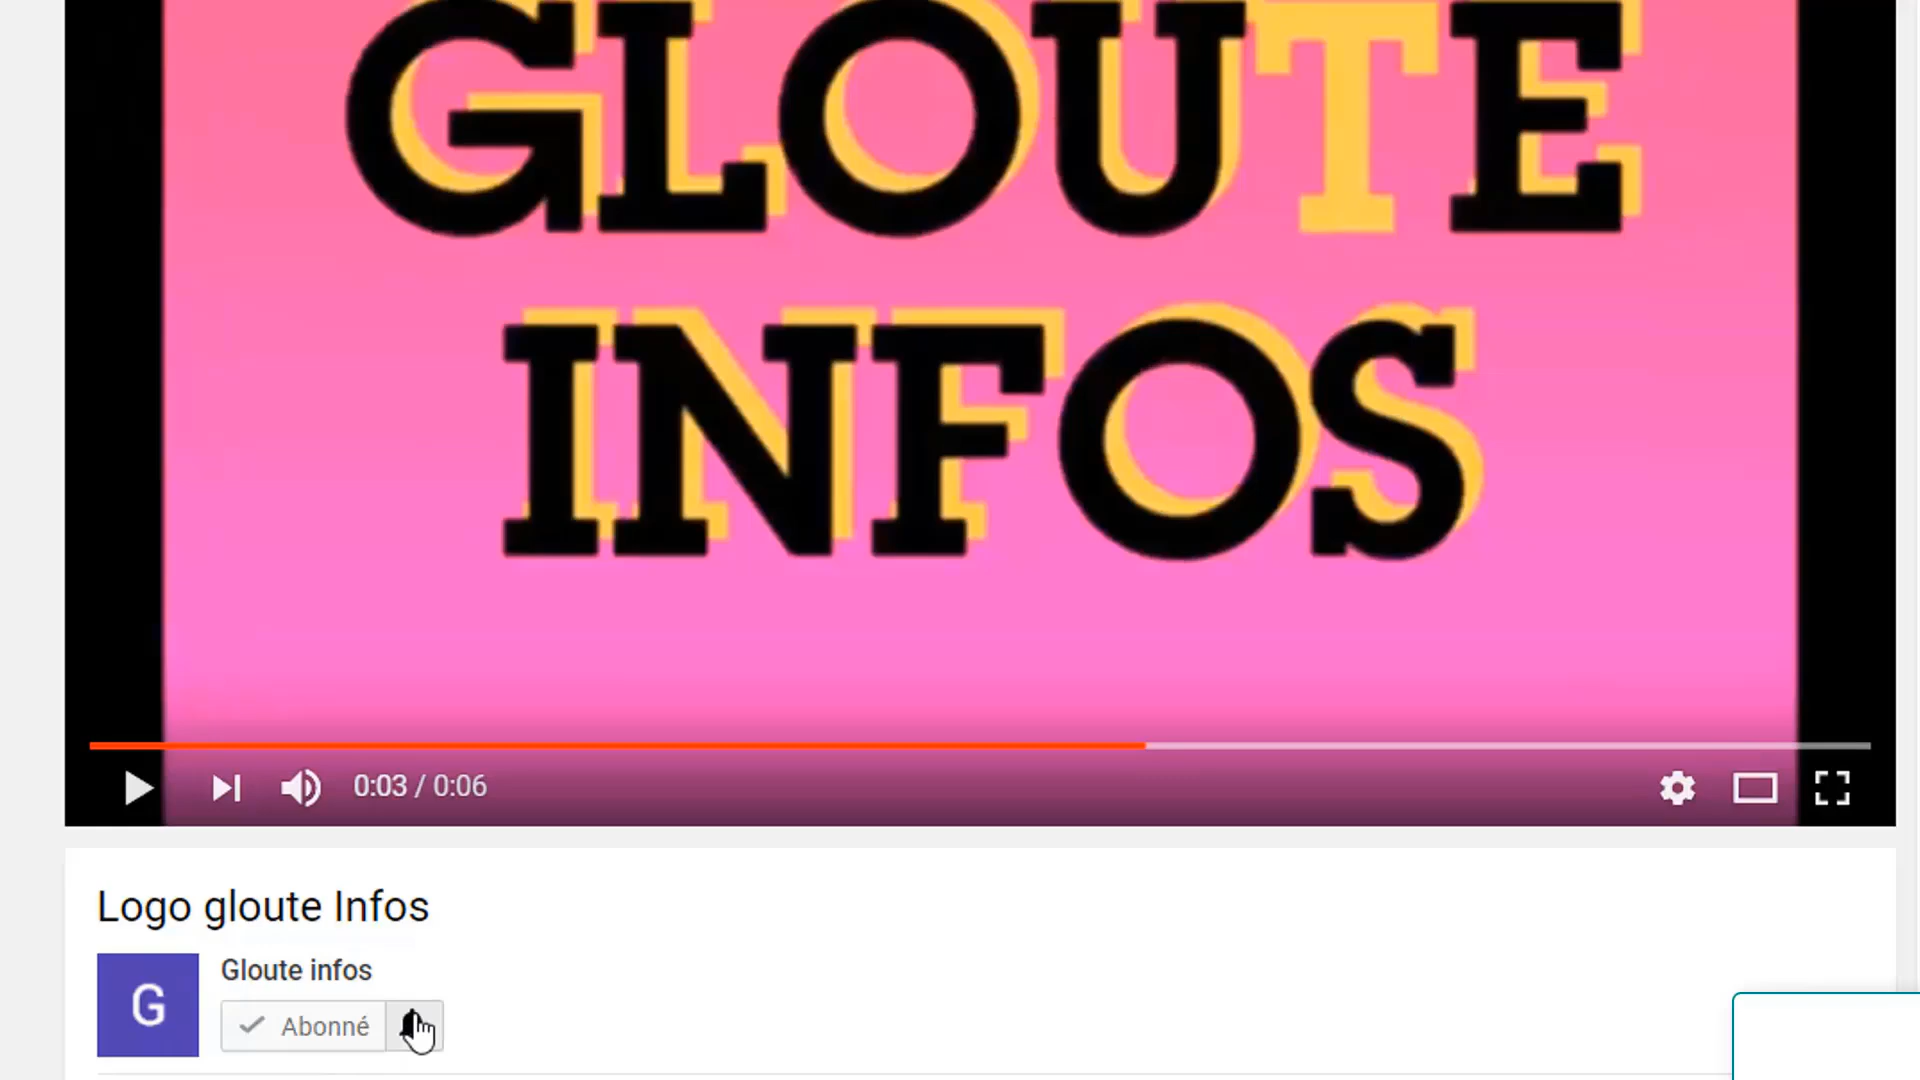 GLOUTE
INFOS
0:03 / 0:06
Logo gloute Infos
G
Gloute infos
Abonné